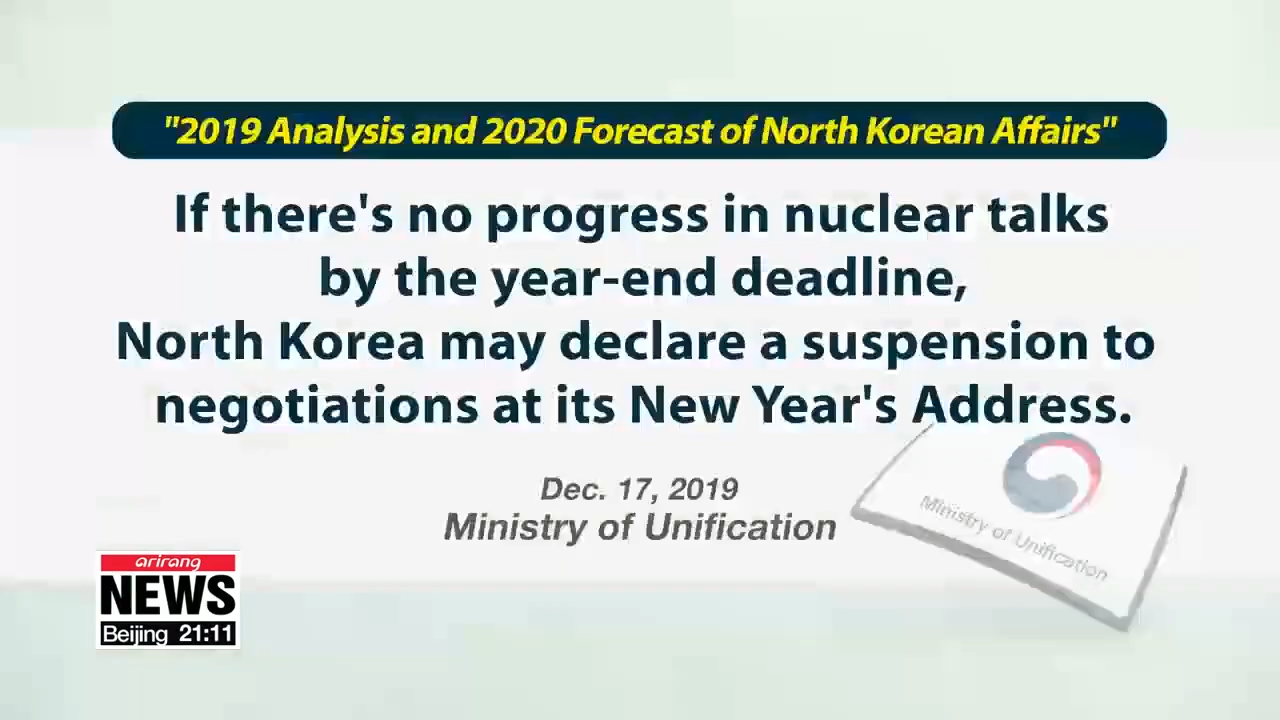 "2019 Analysis and 2020 Forecast of North Korean Affairs"
If there's no progress in nuclear talks
by the year-end deadline,
North Korea may declare a suspension to
negotiations at its New Year's Address.
Dec. 17, 2019
Ministry of Unification
Ministry of Unification
arirang
NEWS
Beijing 21:11